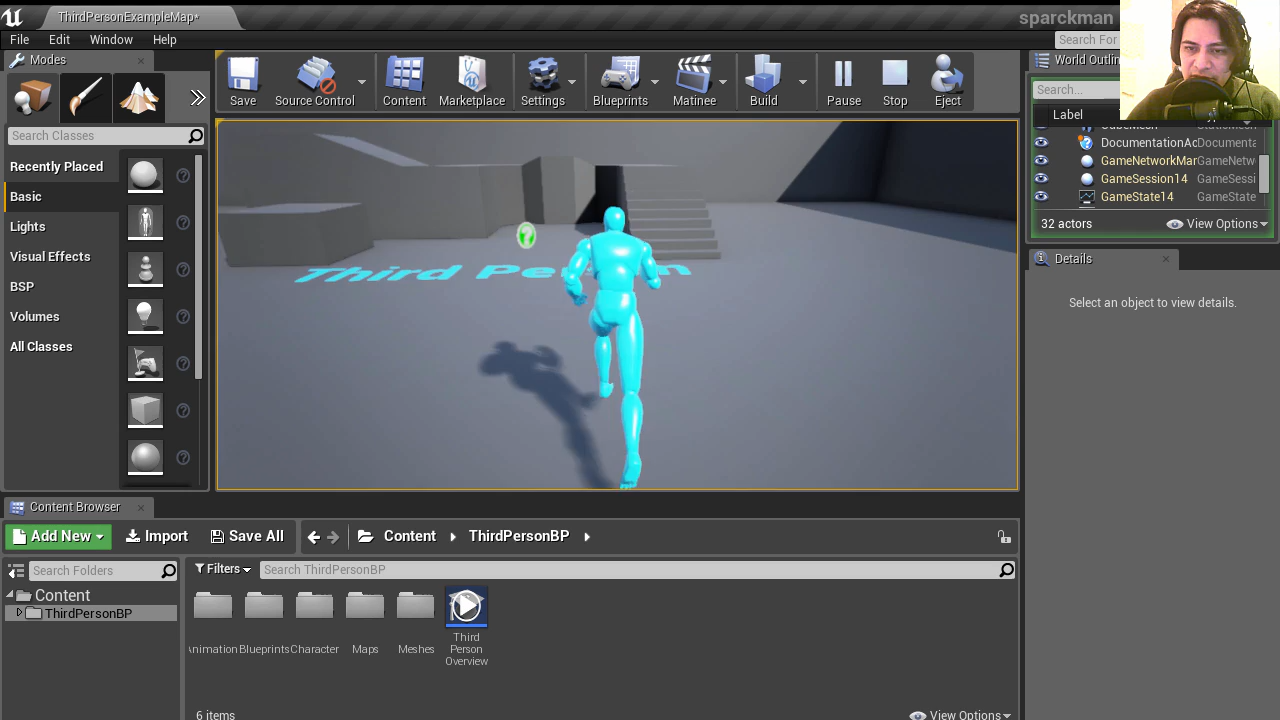 ThirdPersonExampleMap*
sparckman
File Edit Window Help
Search For
Modes
World Outlin
Save Source Control Content Marketplace Settings Blueprints Matinee Build Pause Stop Eject
Search...
Search Classes
Label
Recently Placed
Basic
Lights
Visual Effects
BSP
Volumes
All Classes
DocumentationAc Documenta
GameNetworkMar GameNetw
GameSession14 GameSessi
GameState14 GameState
32 actors View Options
Details
Select an object to view details.
Third Pe n
Content Browser
Add New Import Save All Content ThirdPersonBP
Search Folders
Filters Search ThirdPersonBP
Content
ThirdPersonBP
Animation Blueprints Character Maps Meshes Third
Person
Overview
6 items View Options